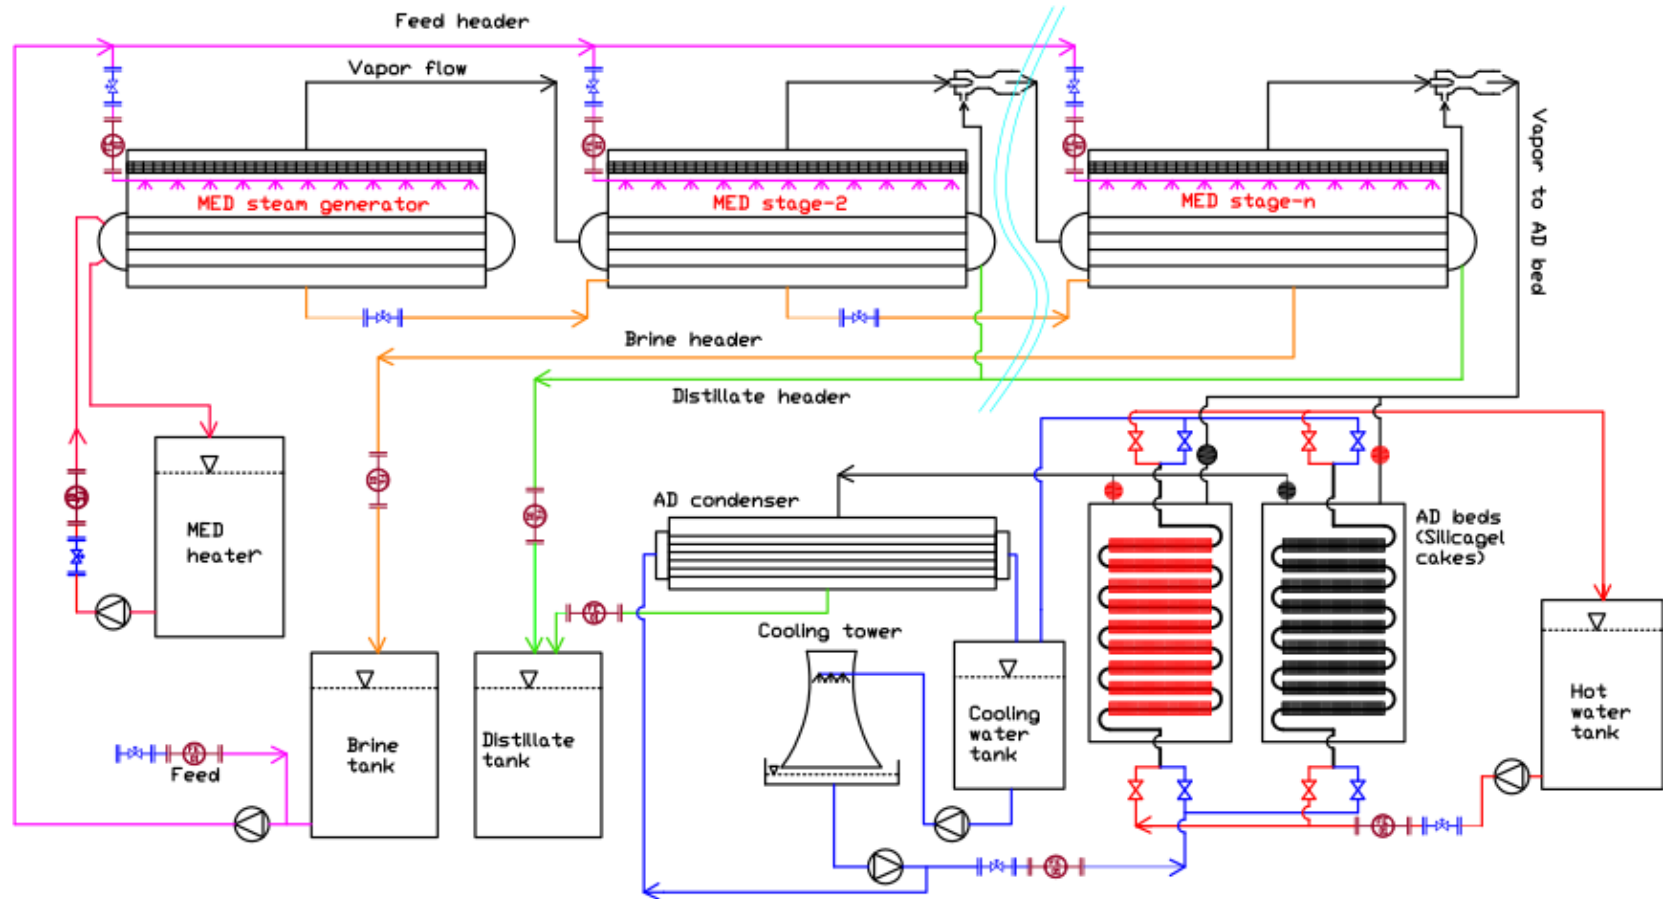 Feed header
Vapor flow
MED steam generator
MED stage-2
MED stage-n
Vapor to AD bed
Brine header
Distillate header
AD condenser
AD beds
(Silicagel
cakes)
MED
heater
Cooling tower
Cooling
water
tank
Hot
water
tank
Brine
tank
Distillate
tank
Feed